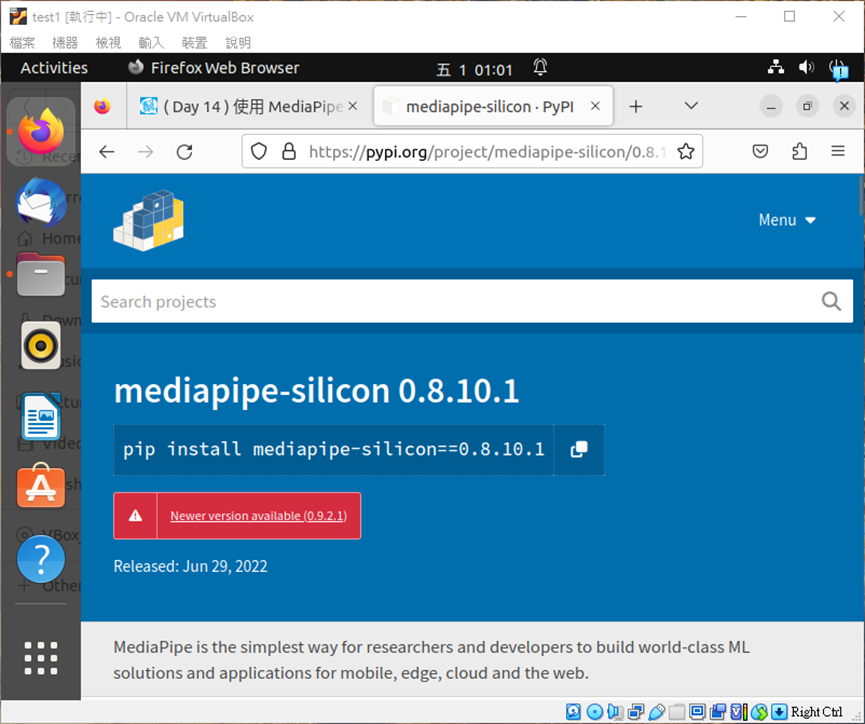 test1 [執行中] - Oracle VM VirtualBox
檔案 機器 檢視 輸入 裝置 說明
Activities Firefox Web Browser 五 1 01:01
( Day 14 ) 使用 MediaPipe mediapipe-silicon · PyPI
https://pypi.org/project/mediapipe-silicon/0.8.1
Menu
Home
Search projects
mediapipe-silicon 0.8.10.1
pip install mediapipe-silicon==0.8.10.1
Newer version available (0.9.2.1)
Released: Jun 29, 2022
Other
MediaPipe is the simplest way for researchers and developers to build world-class ML
solutions and applications for mobile, edge, cloud and the web.
Right Ctrl